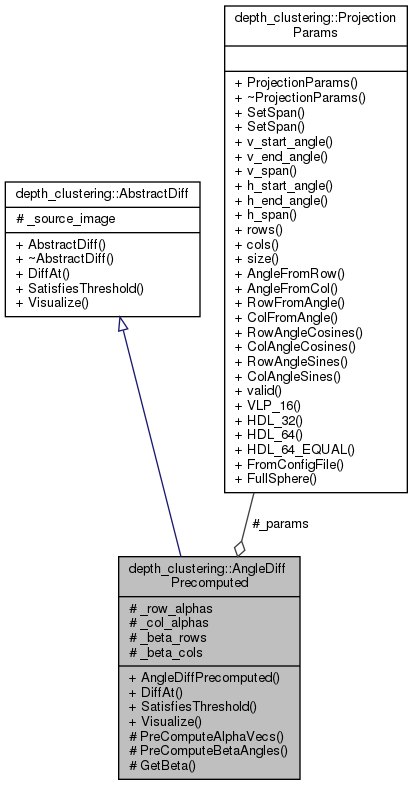 depth_clustering::Projection
Params
+ ProjectionParams()
+ ~ProjectionParams()
+ SetSpan()
+ SetSpan()
+ v_start_angle()
+ v_end_angle()
+ v_span()
+ h_start_angle()
+ h_end_angle()
+ h_span()
+ rows()
+ cols()
+ size()
+ AngleFromRow()
+ AngleFromCol()
+ RowFromAngle()
+ ColFromAngle()
+ RowAngleCosines()
+ ColAngleCosines()
+ RowAngleSines()
+ ColAngleSines()
+ valid()
+ VLP_16()
+ HDL_32()
+ HDL_64()
+ HDL_64_EQUAL()
+ FromConfigFile()
+ FullSphere()
depth_clustering::AbstractDiff
# _source_image
+ AbstractDiff()
+ ~AbstractDiff()
+ DiffAt()
+ SatisfiesThreshold()
+ Visualize()
#_params
depth_clustering::AngleDiff
Precomputed
# _row_alphas
# _col_alphas
# _beta_rows
# _beta_cols
+ AngleDiffPrecomputed()
+ DiffAt()
+ SatisfiesThreshold()
+ Visualize()
# PreComputeAlphaVecs()
# PreComputeBetaAngles()
# GetBeta()